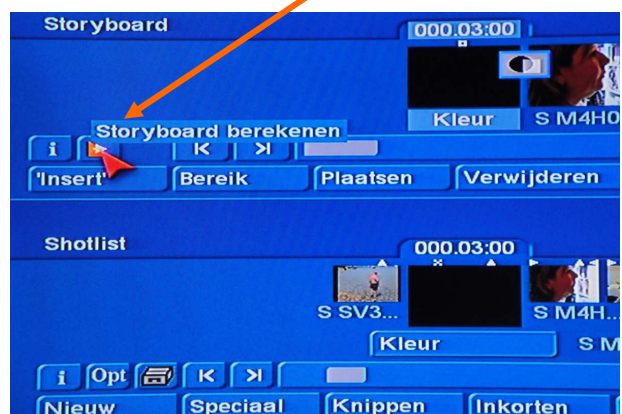 Storyboard
000.03:00
Storyboard berekenen
Kleur
S M4H0
i
'Insert'
Bereik
Plaatsen
Verwijderen
Shotlist
000.03:00
S SV3...
S M4H...
Kleur
S M
i
Opt
Nieuw
Speciaal
Knippen
Inkorten